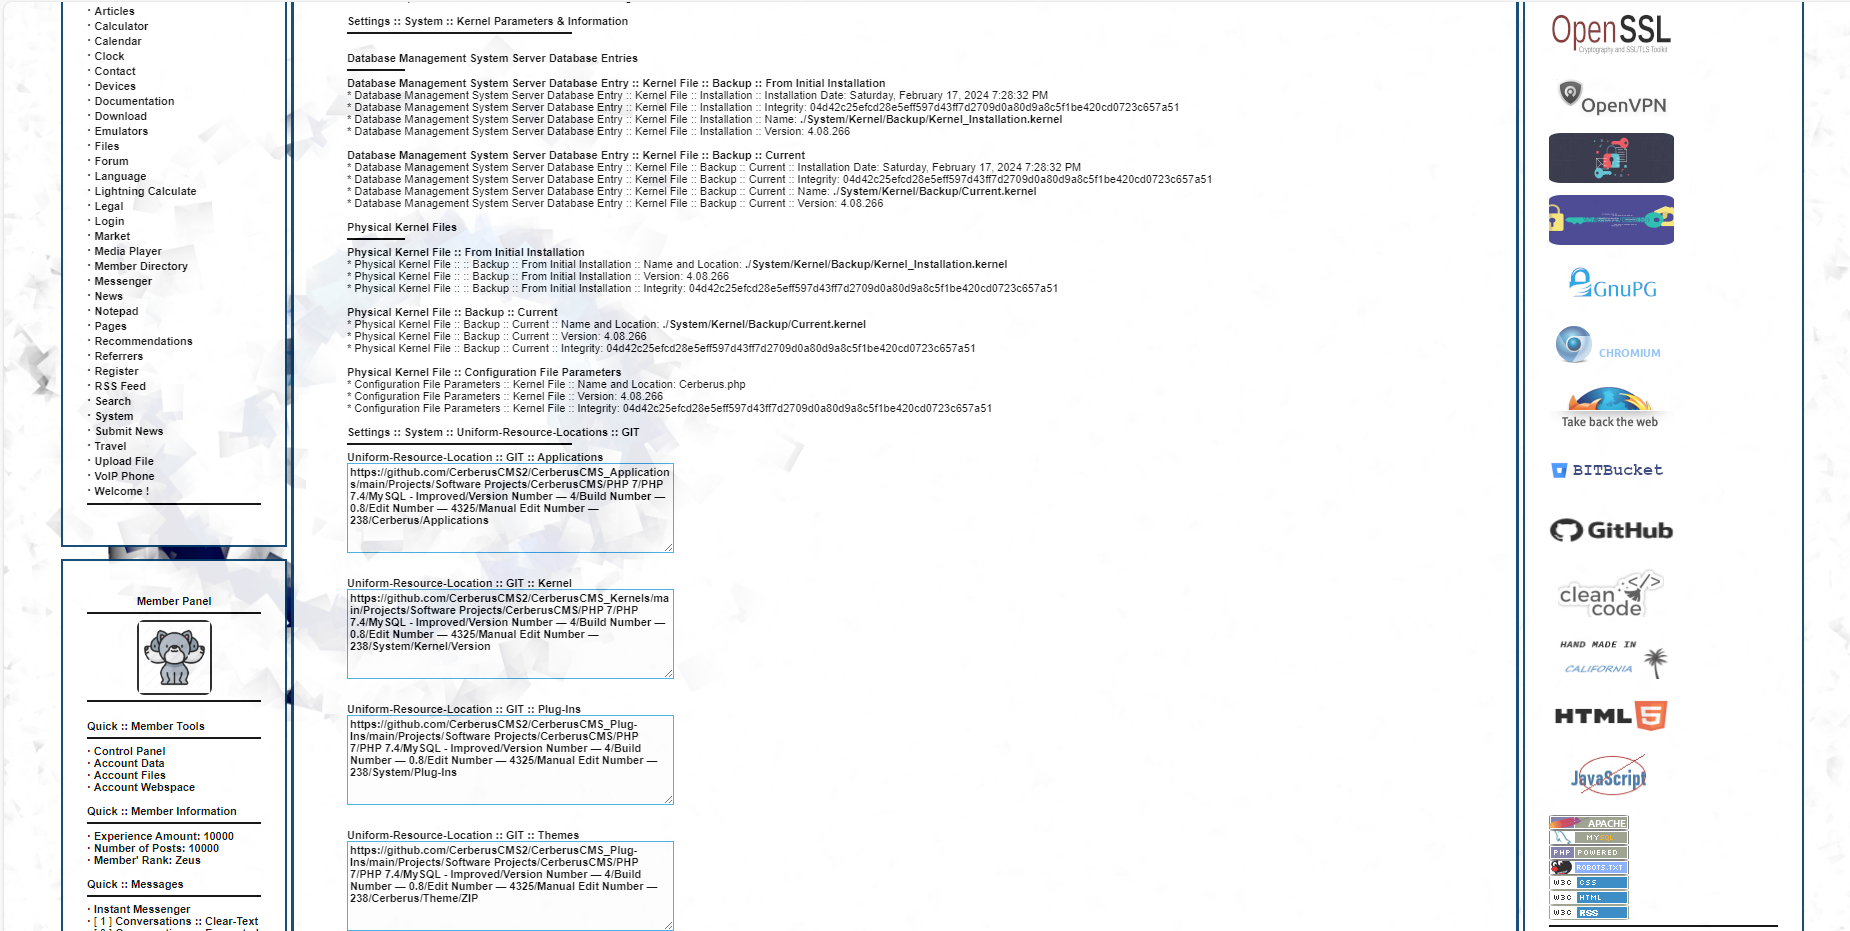 · Articles
· Calculator
· Calendar
· Clock
· Contact
· Devices
· Documentation
· Download
· Emulators
· Files
· Forum
· Language
· Lightning Calculate
· Legal
· Login
· Market
· Media Player
· Member Directory
· Messenger
· News
· Notepad
· Pages
· Recommendations
· Referrers
· Register
· RSS Feed
· Search
· System
· Submit News
· Travel
· Upload File
· VoIP Phone
· Welcome !
Member Panel
Quick :: Member Tools
· Control Panel
· Account Data
· Account Files
· Account Webspace
Quick :: Member Information
· Experience Amount: 10000
· Number of Posts: 10000
· Member' Rank: Zeus
Quick :: Messages
· Instant Messenger
· [ 1 ] Conversations :: Clear-Text
Settings :: System :: Kernel Parameters & Information
Database Management System Server Database Entries
Database Management System Server Database Entry :: Kernel File :: Backup :: From Initial Installation
* Database Management System Server Database Entry :: Kernel File :: Installation :: Installation Date: Saturday, February 17, 2024 7:28:32 PM
* Database Management System Server Database Entry :: Kernel File :: Installation :: Integrity: 04d42c25efcd28e5eff597d43ff7d2709d0a80d9a8c5f1be420cd0723c657a51
* Database Management System Server Database Entry :: Kernel File :: Installation :: Name: ./System/Kernel/Backup/Kernel_Installation.kernel
* Database Management System Server Database Entry :: Kernel File :: Installation :: Version: 4.08.266
Database Management System Server Database Entry :: Kernel File :: Backup :: Current
* Database Management System Server Database Entry :: Kernel File :: Backup :: Current :: Installation Date: Saturday, February 17, 2024 7:28:32 PM
* Database Management System Server Database Entry :: Kernel File :: Backup :: Current :: Integrity: 04d42c25efcd28e5eff597d43ff7d2709d0a80d9a8c5f1be420cd0723c657a51
* Database Management System Server Database Entry :: Kernel File :: Backup :: Current :: Name: ./System/Kernel/Backup/Current.kernel
* Database Management System Server Database Entry :: Kernel File :: Backup :: Current :: Version: 4.08.266
Physical Kernel Files
Physical Kernel File :: From Initial Installation
* Physical Kernel File :: :: Backup :: From Initial Installation :: Name and Location: ./System/Kernel/Backup/Kernel_Installation.kernel
* Physical Kernel File :: :: Backup :: From Initial Installation :: Version: 4.08.266
* Physical Kernel File :: :: Backup :: From Initial Installation :: Integrity: 04d42c25efcd28e5eff597d43ff7d2709d0a80d9a8c5f1be420cd0723c657a51
Physical Kernel File :: Backup :: Current
* Physical Kernel File :: Backup :: Current :: Name and Location: ./System/Kernel/Backup/Current.kernel
* Physical Kernel File :: Backup :: Current :: Version: 4.08.266
* Physical Kernel File :: Backup :: Current :: Integrity: 04d42c25efcd28e5eff597d43ff7d2709d0a80d9a8c5f1be420cd0723c657a51
Physical Kernel File :: Configuration File Parameters
* Configuration File Parameters :: Kernel File :: Name and Location: Cerberus.php
* Configuration File Parameters :: Kernel File :: Version: 4.08.266
* Configuration File Parameters :: Kernel File :: Integrity: 04d42c25efcd28e5eff597d43ff7d2709d0a80d9a8c5f1be420cd0723c657a51
Settings :: System :: Uniform-Resource-Locations :: GIT
Uniform-Resource-Location :: GIT :: Applications
https://github.com/CerberusCMS2/CerberusCMS_Application
s/main/Projects/Software Projects/CerberusCMS/PHP 7/PHP
7.4/MySQL - Improved/Version Number — 4/Build Number —
0.8/Edit Number — 4325/Manual Edit Number —
238/Cerberus/Applications
Uniform-Resource-Location :: GIT :: Kernel
https://github.com/CerberusCMS2/CerberusCMS_Kernels/ma
in/Projects/Software Projects/CerberusCMS/PHP 7/PHP
7.4/MySQL - Improved/Version Number — 4/Build Number —
0.8/Edit Number — 4325/Manual Edit Number —
238/System/Kernel/Version
Uniform-Resource-Location :: GIT :: Plug-Ins
https://github.com/CerberusCMS2/CerberusCMS_Plug-
Ins/main/Projects/Software Projects/CerberusCMS/PHP
7/PHP 7.4/MySQL - Improved/Version Number — 4/Build
Number — 0.8/Edit Number — 4325/Manual Edit Number —
238/System/Plug-Ins
Uniform-Resource-Location :: GIT :: Themes
https://github.com/CerberusCMS2/CerberusCMS_Plug-
Ins/main/Projects/Software Projects/CerberusCMS/PHP
7/PHP 7.4/MySQL - Improved/Version Number — 4/Build
Number — 0.8/Edit Number — 4325/Manual Edit Number —
238/Cerberus/Theme/ZIP
OpenSSL
Cryptography and SSL/TLS Toolkit
OpenVPN
GnuPG
CHROMIUM
Take back the web
BITBucket
GitHub
clean
</>
code
HAND MADE IN
CALIFORNIA
HTML 5
JavaScript
APACHE
MYSQL
PHP POWERED
ROBOTS.TXT
W3C CSS
W3C HTML
W3C RSS